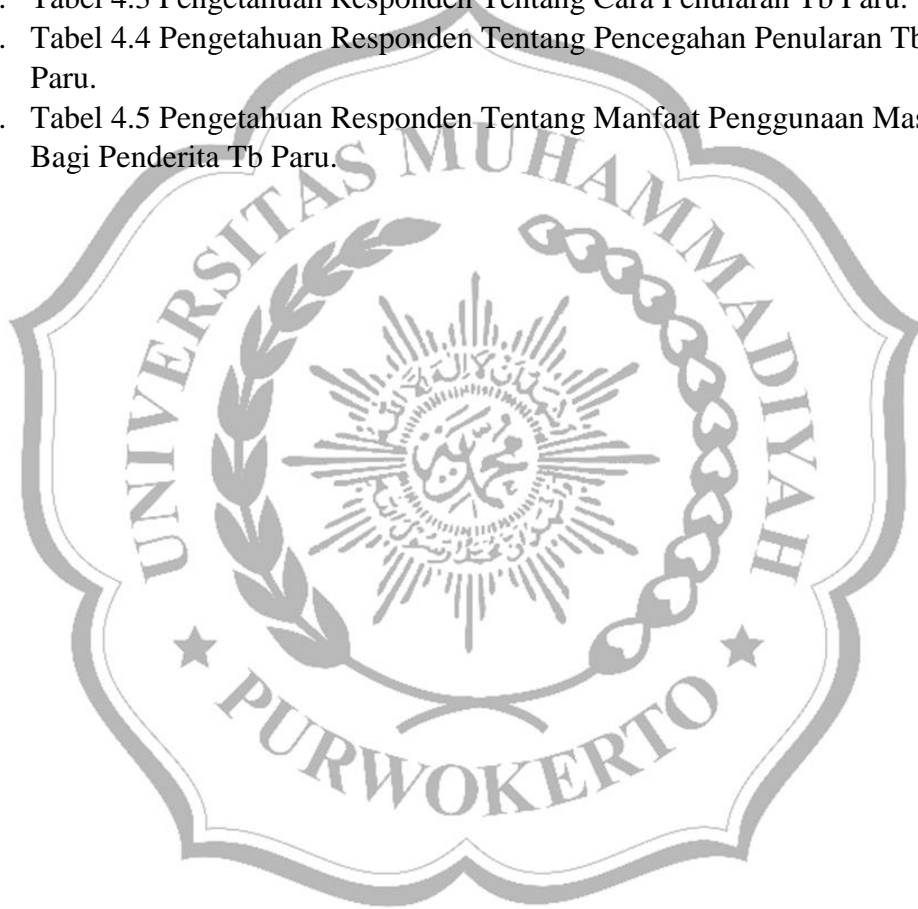 . Tabel 4.3 Pengetahuan Responden Tentang Cara Penularan Tb Paru.
. Tabel 4.4 Pengetahuan Responden Tentang Pencegahan Penularan Tb
Paru.
. Tabel 4.5 Pengetahuan Responden Tentang Manfaat Penggunaan Mas
Bagi Penderita Tb Paru.
UNIVERSITAS MUHAMMADIYAH
PURWOKERTO
محمد